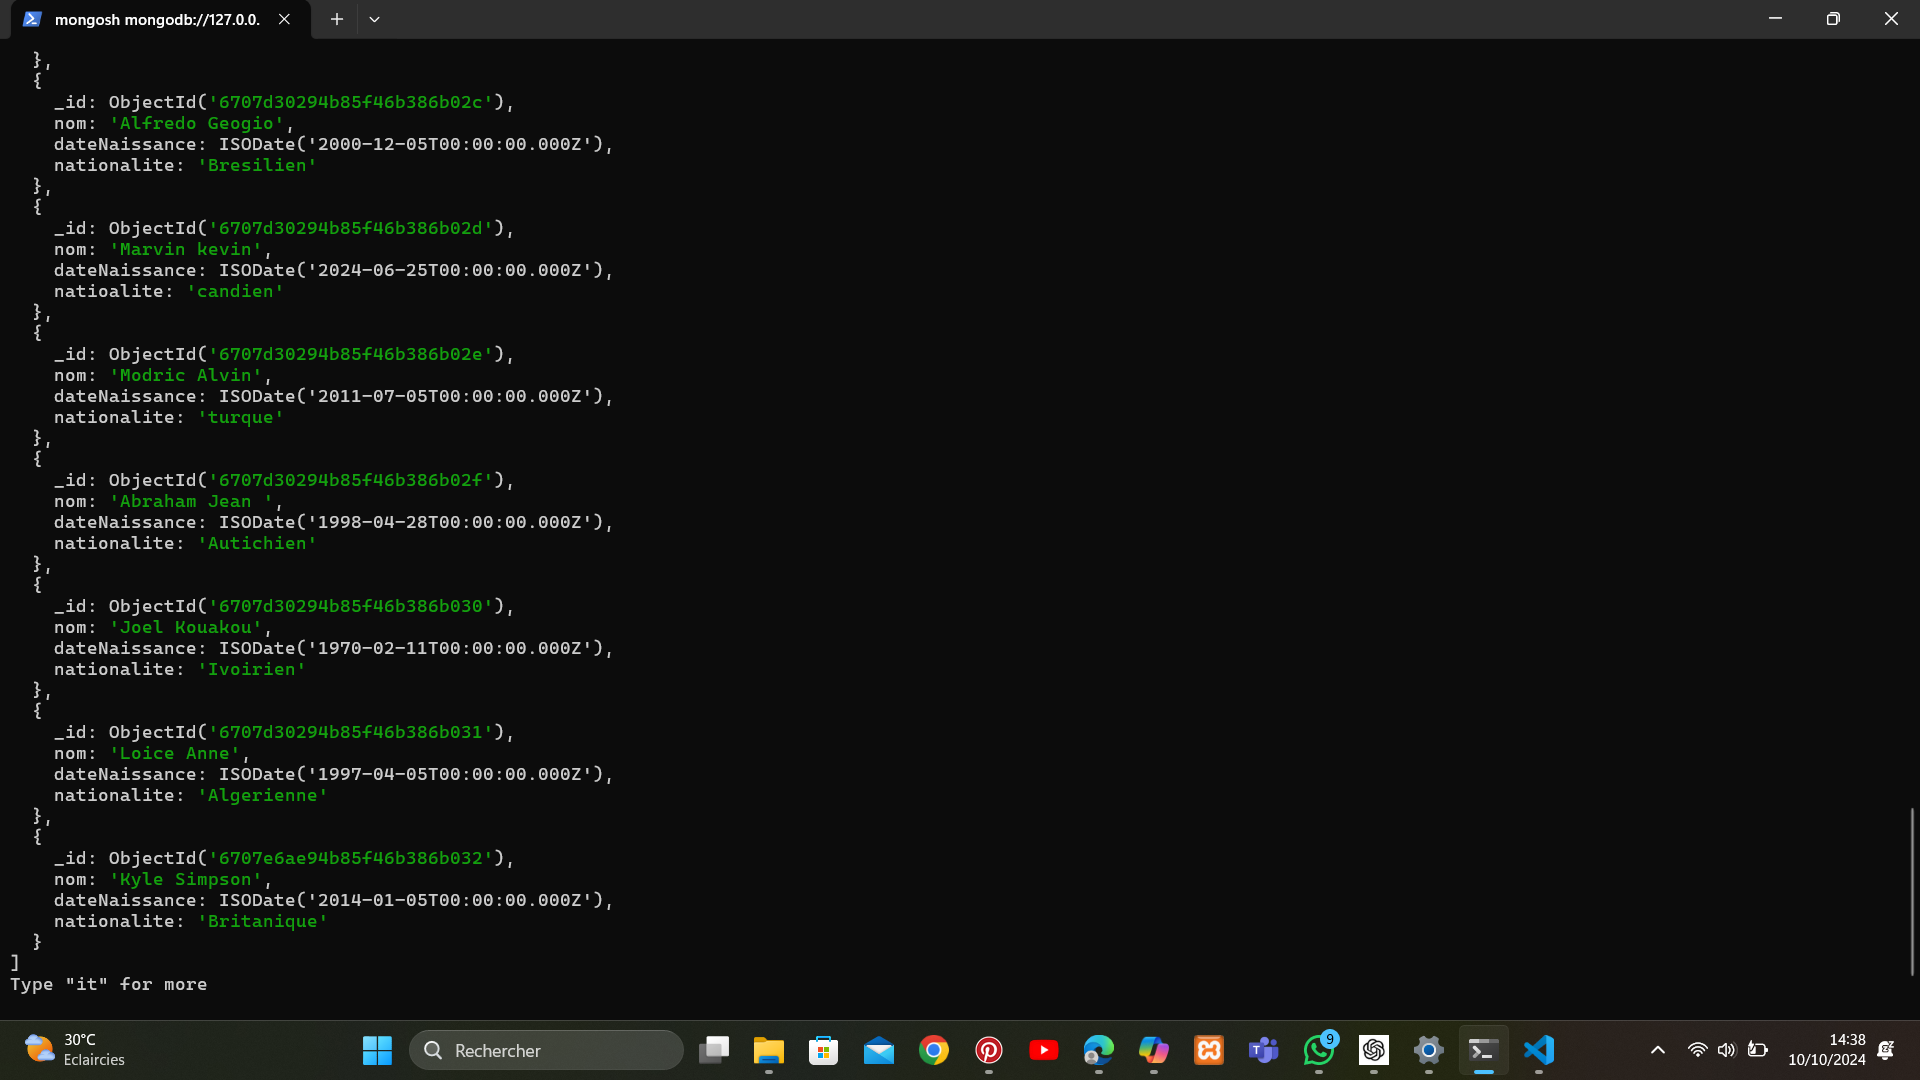 mongosh mongodb://127.0.0.
},
{
_id: ObjectId('6707d30294b85f46b386b02c'),
nom: 'Alfredo Geogio',
dateNaissance: ISODate('2000-12-05T00:00:00.000Z'),
nationalite: 'Bresilien'
},
{
_id: ObjectId('6707d30294b85f46b386b02d'),
nom: 'Marvin kevin',
dateNaissance: ISODate('2024-06-25T00:00:00.000Z'),
natioalite: 'candien'
},
{
_id: ObjectId('6707d30294b85f46b386b02e'),
nom: 'Modric Alvin',
dateNaissance: ISODate('2011-07-05T00:00:00.000Z'),
nationalite: 'turque'
},
{
_id: ObjectId('6707d30294b85f46b386b02f'),
nom: 'Abraham Jean ',
dateNaissance: ISODate('1998-04-28T00:00:00.000Z'),
nationalite: 'Autichien'
},
{
_id: ObjectId('6707d30294b85f46b386b030'),
nom: 'Joel Kouakou',
dateNaissance: ISODate('1970-02-11T00:00:00.000Z'),
nationalite: 'Ivoirien'
},
{
_id: ObjectId('6707d30294b85f46b386b031'),
nom: 'Loice Anne',
dateNaissance: ISODate('1997-04-05T00:00:00.000Z'),
nationalite: 'Algerienne'
},
{
_id: ObjectId('6707e6ae94b85f46b386b032'),
nom: 'Kyle Simpson',
dateNaissance: ISODate('2014-01-05T00:00:00.000Z'),
nationalite: 'Britanique'
}
]
Type "it" for more
30°C
Eclaircies
Rechercher
9
14:38
10/10/2024